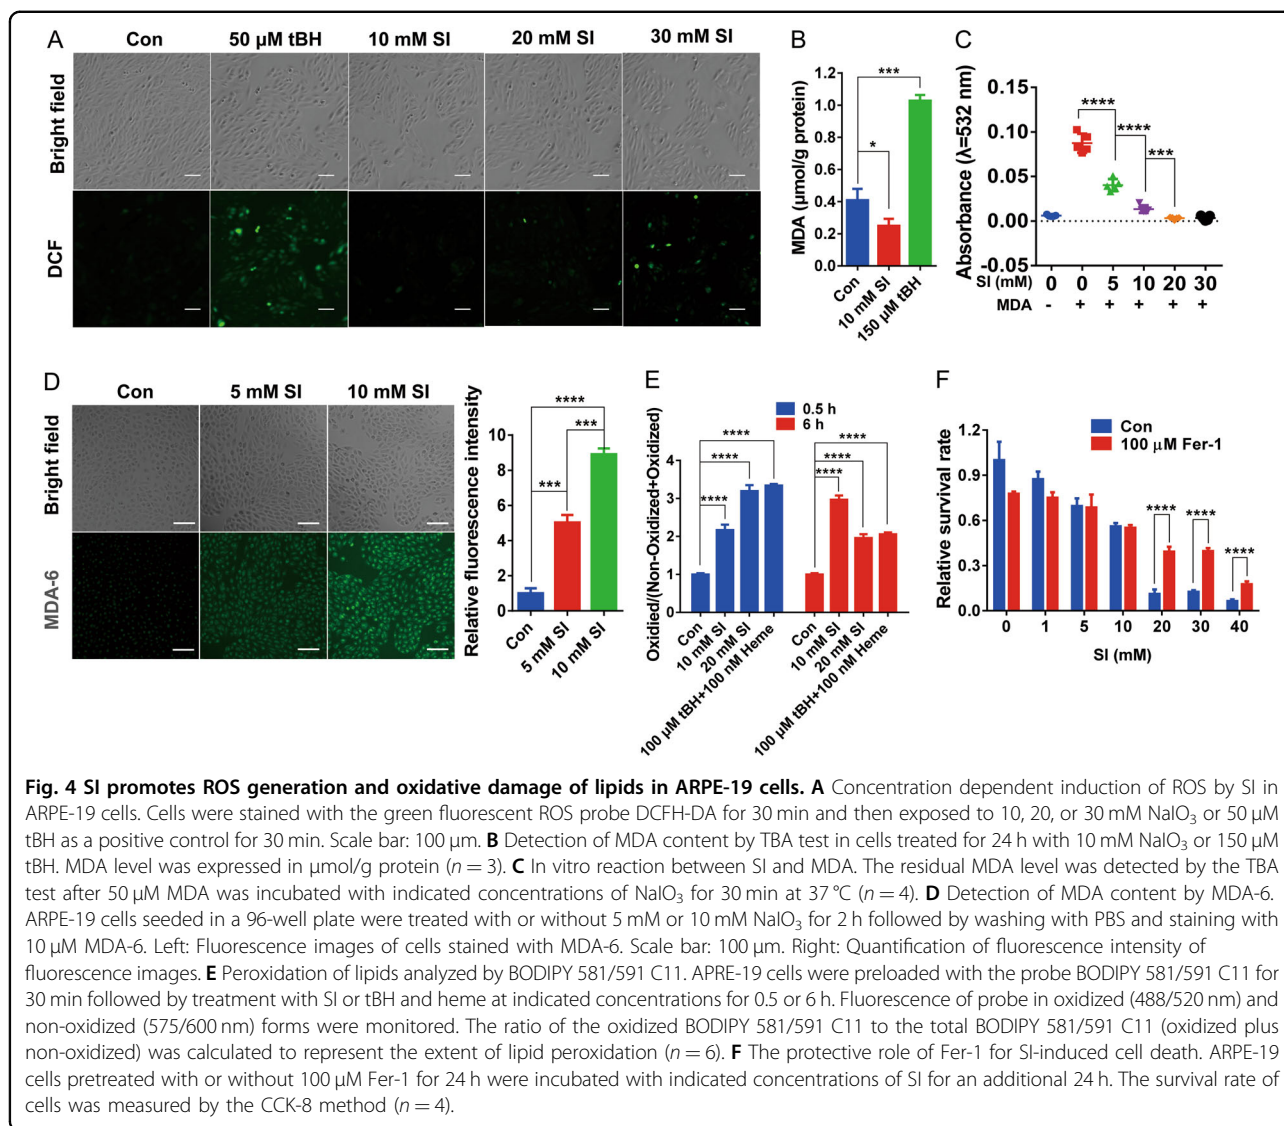 A
Con
50 µM tBH
10 mM SI
20 mM SI
30 mM SI
Bright field
DCF
B
MDA (µmol/g protein)
1.2
1.0
0.8
0.6
0.4
0.2
0.0
***
*
Con
10 mM SI
150 µM tBH
C
Absorbance (λ=532 nm)
0.15
0.10
0.05
0.00
-0.05
****
****
***
SI (mM) 0 0 5 10 20 30
MDA - + + + + +
D
Con
5 mM SI
10 mM SI
Bright field
MDA-6
Relative fluorescence intensity
10
8
6
4
2
0
****
***
***
Con
5 mM SI
10 mM SI
E
0.5 h
6 h
Oxidied/(Non-Oxidized+Oxidized)
4
3
2
1
0
****
****
****
****
****
****
Con
10 mM SI
20 mM SI
100 µM tBH+100 nM Heme
Con
10 mM SI
20 mM SI
100 µM tBH+100 nM Heme
F
Con
100 µM Fer-1
Relative survival rate
1.2
0.9
0.6
0.3
0.0
****
****
****
0 1 5 10 20 30 40
SI (mM)
Fig. 4 SI promotes ROS generation and oxidative damage of lipids in ARPE-19 cells. A Concentration dependent induction of ROS by SI in
ARPE-19 cells. Cells were stained with the green fluorescent ROS probe DCFH-DA for 30 min and then exposed to 10, 20, or 30 mM NaIO₃ or 50 µM
tBH as a positive control for 30 min. Scale bar: 100 µm. B Detection of MDA content by TBA test in cells treated for 24 h with 10 mM NaIO₃ or 150 µM
tBH. MDA level was expressed in µmol/g protein (n = 3). C In vitro reaction between SI and MDA. The residual MDA level was detected by the TBA
test after 50 µM MDA was incubated with indicated concentrations of NaIO₃ for 30 min at 37 °C (n = 4). D Detection of MDA content by MDA-6.
ARPE-19 cells seeded in a 96-well plate were treated with or without 5 mM or 10 mM NaIO₃ for 2 h followed by washing with PBS and staining with
10 µM MDA-6. Left: Fluorescence images of cells stained with MDA-6. Scale bar: 100 µm. Right: Quantification of fluorescence intensity of
fluorescence images. E Peroxidation of lipids analyzed by BODIPY 581/591 C11. APRE-19 cells were preloaded with the probe BODIPY 581/591 C11 for
30 min followed by treatment with SI or tBH and heme at indicated concentrations for 0.5 or 6 h. Fluorescence of probe in oxidized (488/520 nm) and
non-oxidized (575/600 nm) forms were monitored. The ratio of the oxidized BODIPY 581/591 C11 to the total BODIPY 581/591 C11 (oxidized plus
non-oxidized) was calculated to represent the extent of lipid peroxidation (n = 6). F The protective role of Fer-1 for SI-induced cell death. ARPE-19
cells pretreated with or without 100 µM Fer-1 for 24 h were incubated with indicated concentrations of SI for an additional 24 h. The survival rate of
cells was measured by the CCK-8 method (n = 4).